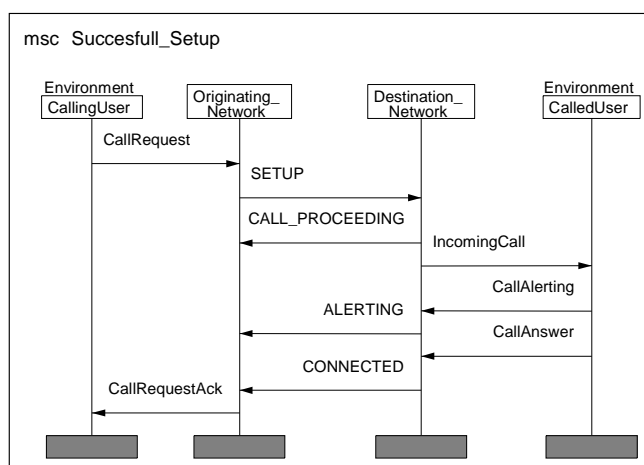 msc Succesfull_Setup
Environment
CallingUser
Originating_
Network
Destination_
Network
Environment
CalledUser
CallRequest
SETUP
CALL_PROCEEDING
IncomingCall
CallAlerting
ALERTING
CallAnswer
CONNECTED
CallRequestAck